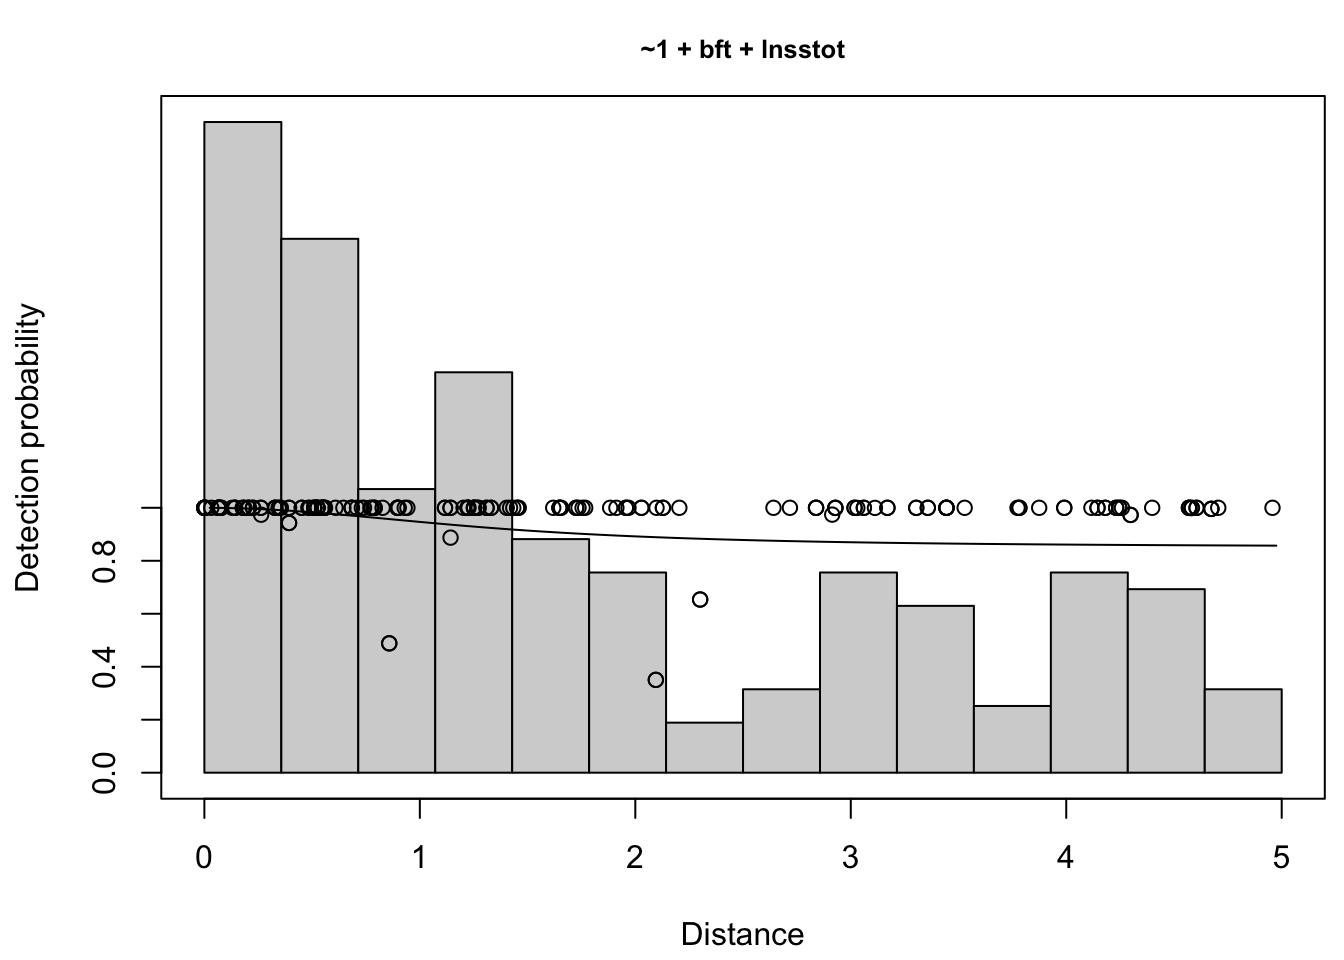 ~1 + bft + lnsstot
Detection probability
0.8
0.4
0.0
0 1 2 3 4 5
Distance